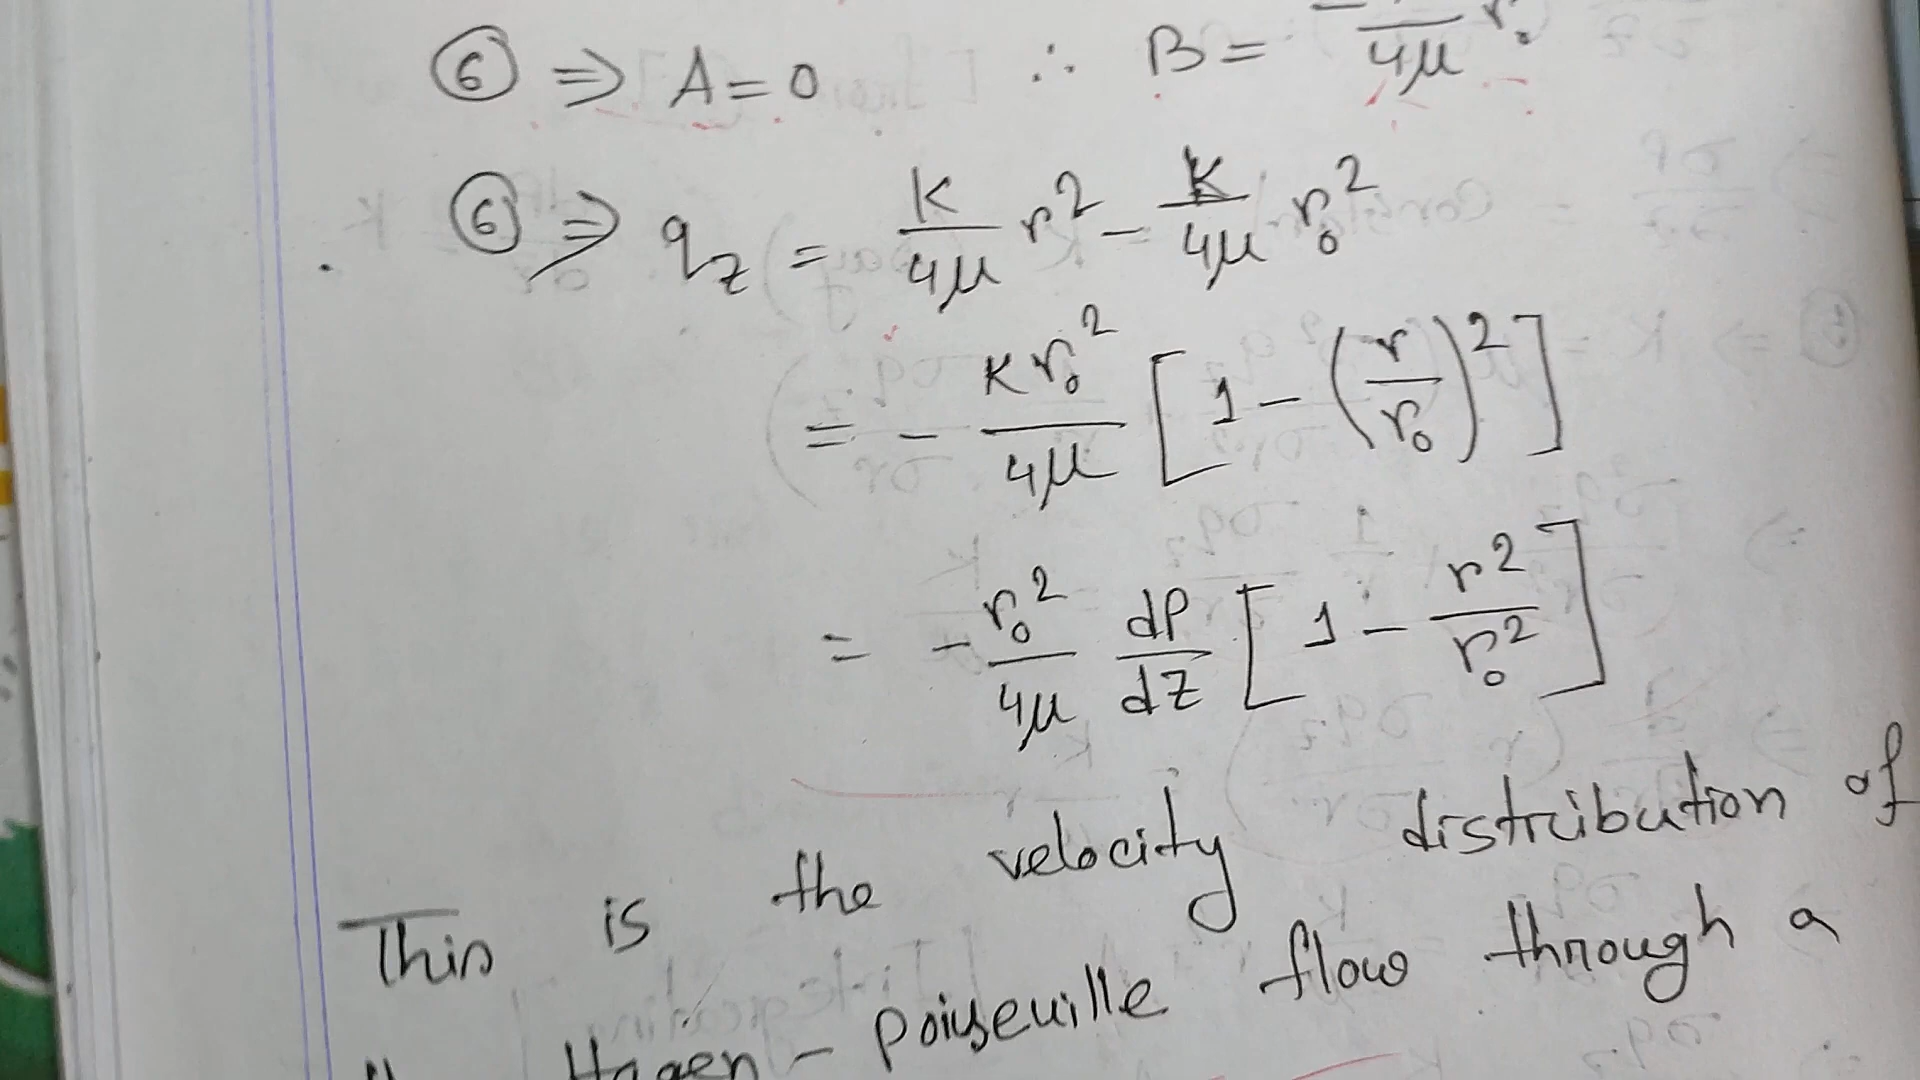 ⑥ ⇒ A = 0 ∴ B = 4μ r.
⑥ ⇒ q_z = K/4μ r² - K/4μ r₀²
= - K r₀²/4μ [1 - (r/r₀)²]
= - r₀²/4μ dP/dZ [1 - r²/r₀²]
This is the velocity distribution of
Hagen - Poiseuille flow through a